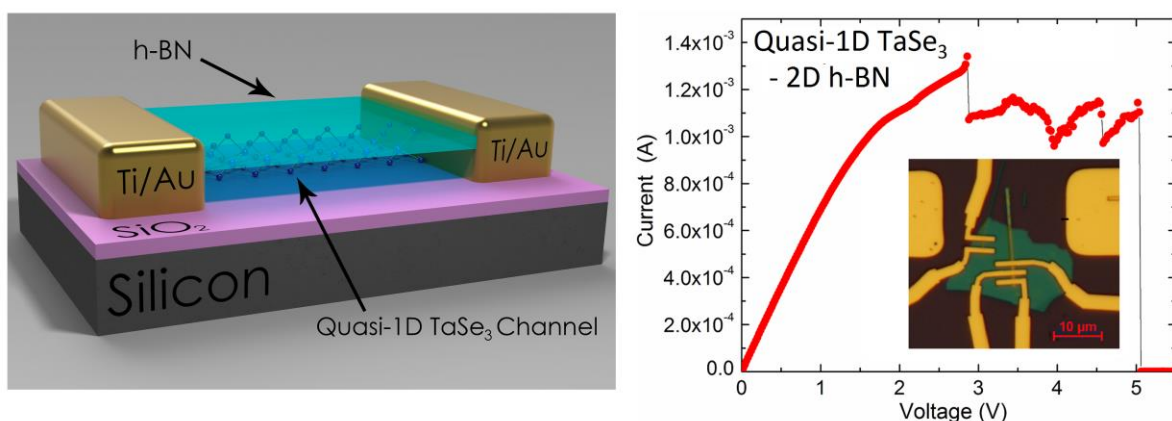 h-BN
Ti/Au
Ti/Au
SiO₂
Silicon
Quasi-1D TaSe₃ Channel
Quasi-1D TaSe₃
- 2D h-BN
Current (A)
1.4x10⁻³
1.2x10⁻³
1.0x10⁻³
8.0x10⁻⁴
6.0x10⁻⁴
4.0x10⁻⁴
2.0x10⁻⁴
0.0
10 µm
0 1 2 3 4 5
Voltage (V)